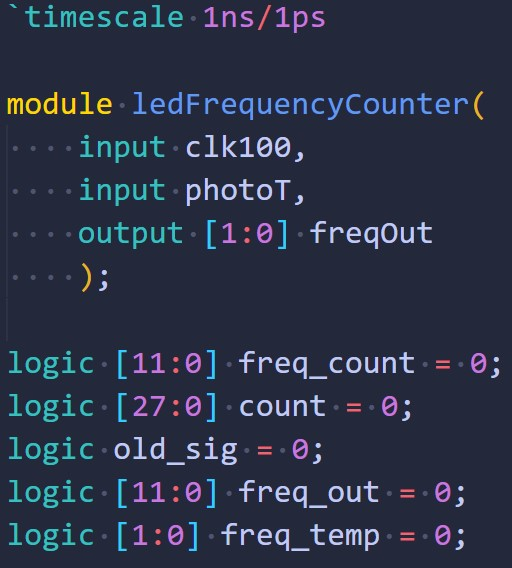 `timescale 1ns/1ps
module ledFrequencyCounter(
input clk100,
input photoT,
output [1:0] freqOut
);
logic [11:0] freq_count = 0;
logic [27:0] count = 0;
logic old_sig = 0;
logic [11:0] freq_out = 0;
logic [1:0] freq_temp = 0;